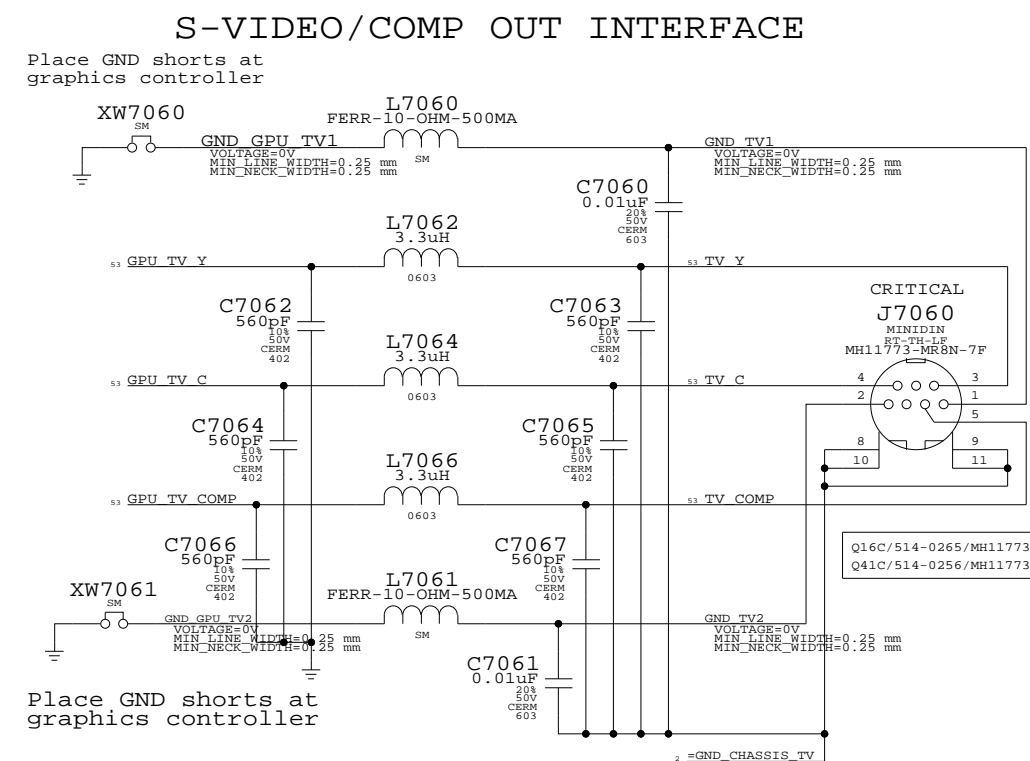 S-VIDEO/COMP OUT INTERFACE
Place GND shorts at
graphics controller
XW7060
SM
GND_GPU_TV1
VOLTAGE=0V
MIN_LINE_WIDTH=0.25 mm
MIN_NECK_WIDTH=0.25 mm
L7060
FERR-10-OHM-500MA
SM
GND_TV1
VOLTAGE=0V
MIN_LINE_WIDTH=0.25 mm
MIN_NECK_WIDTH=0.25 mm
C7060
0.01uF
20%
50V
CERM
603
L7062
3.3uH
0603
53 GPU_TV_Y
53 TV_Y
C7062
560pF
10%
50V
CERM
402
C7063
560pF
10%
50V
CERM
402
CRITICAL
J7060
MINIDIN
RT-TH-LF
MH11773-MR8N-7F
4
3
2
1
5
8
9
10
11
L7064
3.3uH
0603
53 GPU_TV_C
53 TV_C
C7064
560pF
10%
50V
CERM
402
C7065
560pF
10%
50V
CERM
402
L7066
3.3uH
0603
53 GPU_TV_COMP
53 TV_COMP
C7066
560pF
10%
50V
CERM
402
C7067
560pF
10%
50V
CERM
402
Q16C/514-0265/MH11773
Q41C/514-0256/MH11773
XW7061
SM
GND_GPU_TV2
VOLTAGE=0V
MIN_LINE_WIDTH=0.25 mm
MIN_NECK_WIDTH=0.25 mm
L7061
FERR-10-OHM-500MA
SM
GND_TV2
VOLTAGE=0V
MIN_LINE_WIDTH=0.25 mm
MIN_NECK_WIDTH=0.25 mm
C7061
0.01uF
20%
50V
CERM
603
Place GND shorts at
graphics controller
2 =GND_CHASSIS_TV